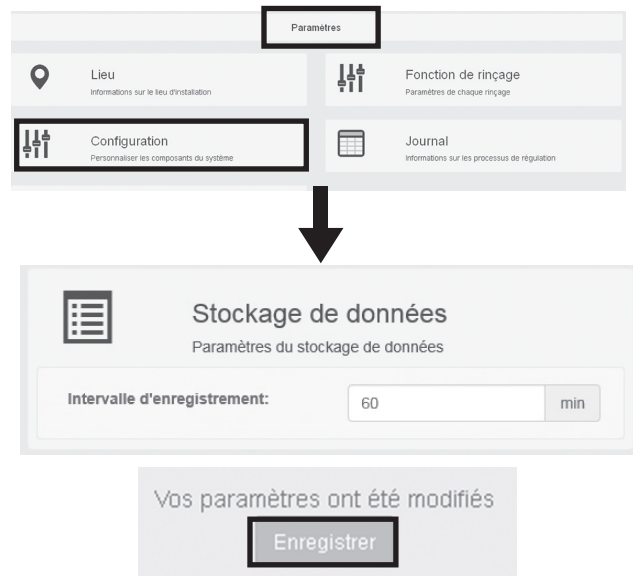 Paramètres
Lieu
Informations sur le lieu d'installation
Fonction de rinçage
Paramètres de chaque rinçage
Configuration
Personnaliser les composants du système
Journal
Informations sur les processus de régulation
Stockage de données
Paramètres du stockage de données
Intervalle d'enregistrement:
60
min
Vos paramètres ont été modifiés
Enregistrer